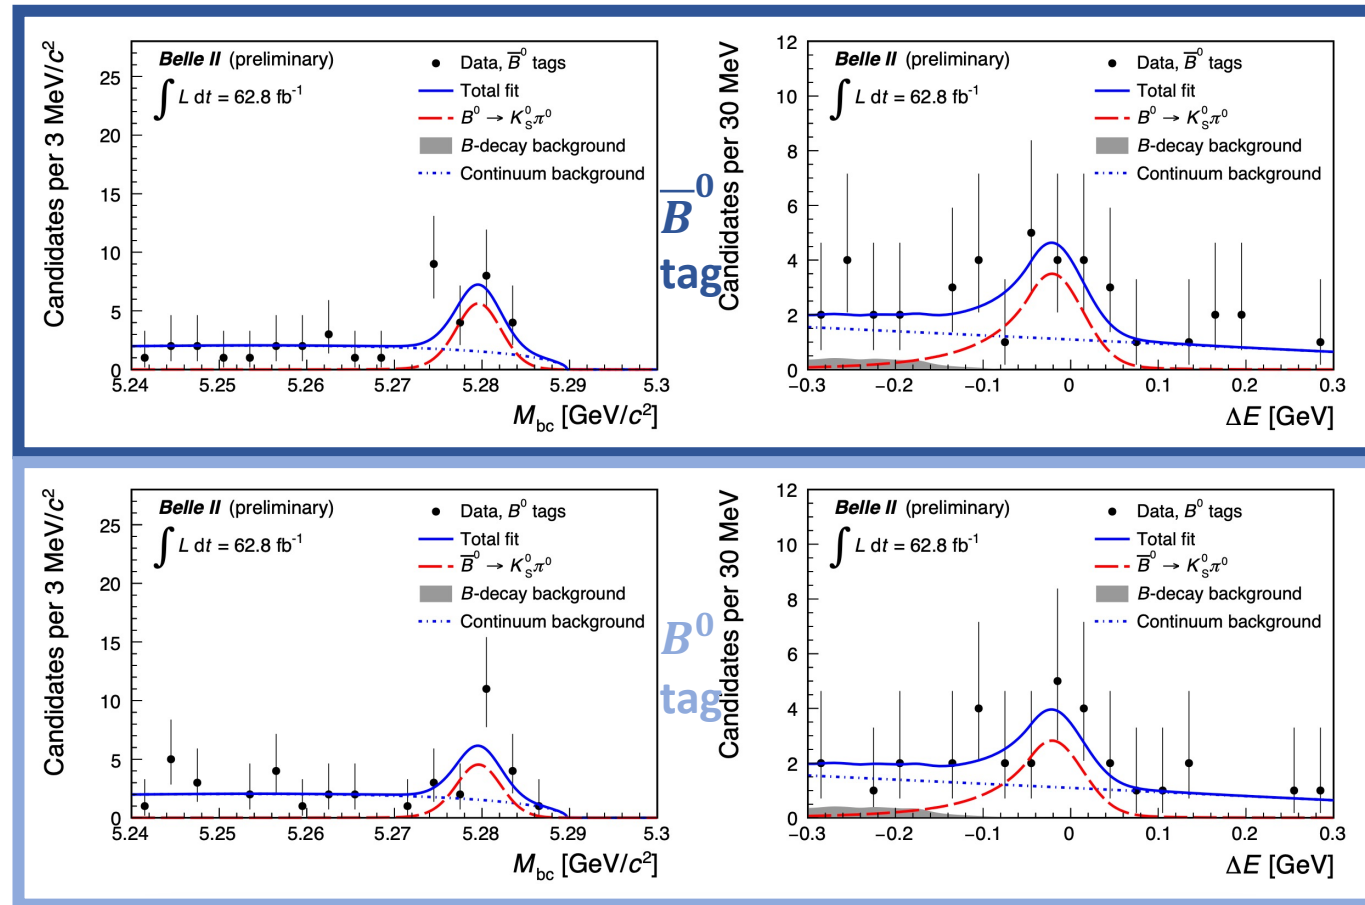 Candidates per 3 MeV/c²
Belle II (preliminary)
∫ L dt = 62.8 fb⁻¹
Data, B̅⁰ tags
Total fit
B⁰ → K⁰_S π⁰
B-decay background
Continuum background
25
20
15
10
5
0
5.24 5.25 5.26 5.27 5.28 5.29 5.3
M_bc [GeV/c²]
B̅⁰
tag
Candidates per 30 MeV
Belle II (preliminary)
∫ L dt = 62.8 fb⁻¹
Data, B̅⁰ tags
Total fit
B⁰ → K⁰_S π⁰
B-decay background
Continuum background
12
10
8
6
4
2
0
−0.3 −0.2 −0.1 0 0.1 0.2 0.3
ΔE [GeV]
Candidates per 3 MeV/c²
Belle II (preliminary)
∫ L dt = 62.8 fb⁻¹
Data, B⁰ tags
Total fit
B̅⁰ → K⁰_S π⁰
B-decay background
Continuum background
25
20
15
10
5
0
5.24 5.25 5.26 5.27 5.28 5.29 5.3
M_bc [GeV/c²]
B⁰
tag
Candidates per 30 MeV
Belle II (preliminary)
∫ L dt = 62.8 fb⁻¹
Data, B⁰ tags
Total fit
B̅⁰ → K⁰_S π⁰
B-decay background
Continuum background
12
10
8
6
4
2
0
−0.3 −0.2 −0.1 0 0.1 0.2 0.3
ΔE [GeV]